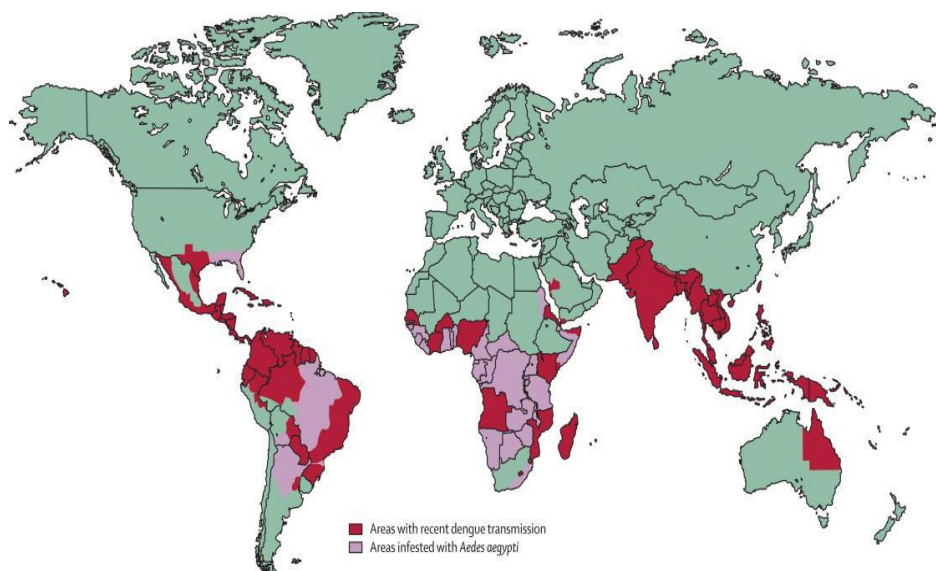 Areas with recent dengue transmission
Areas infested with Aedes aegypti